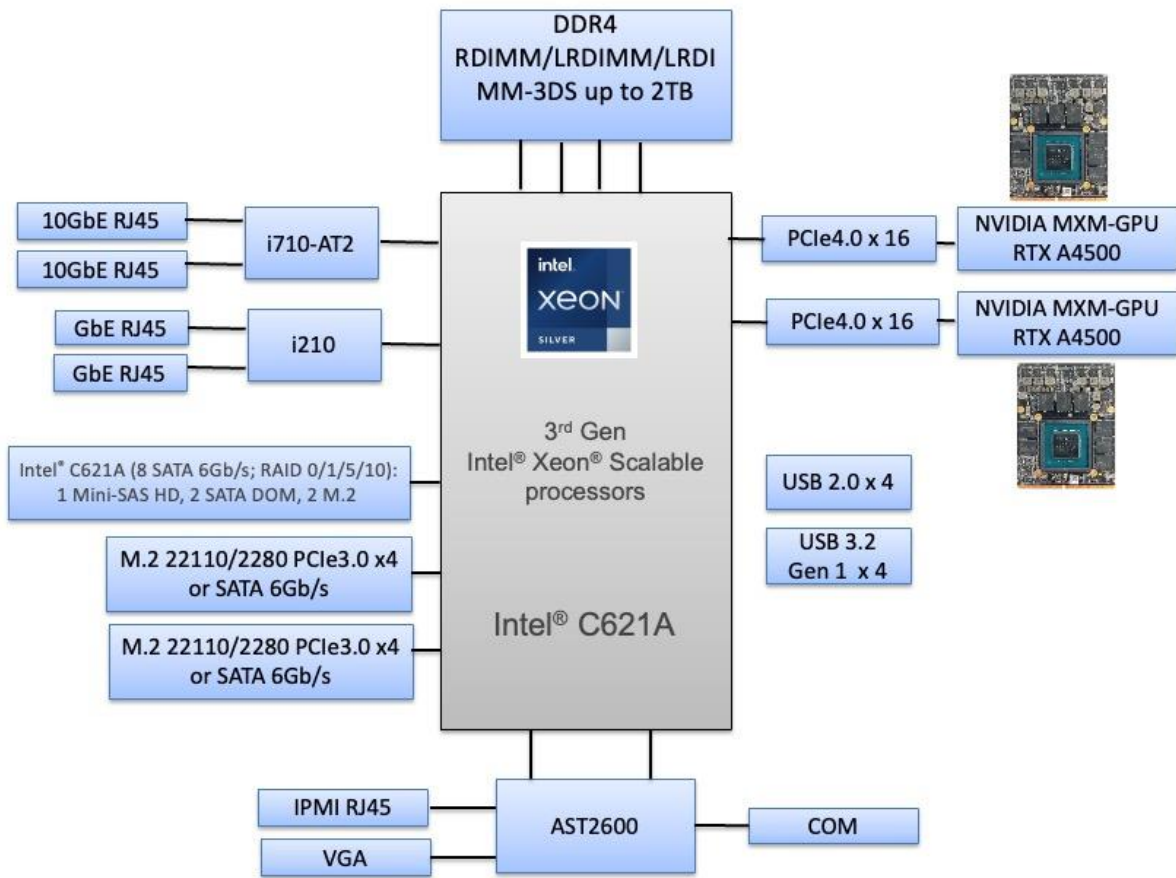 DDR4
RDIMM/LRDIMM/LRDI
MM-3DS up to 2TB
10GbE RJ45
10GbE RJ45
i710-AT2
GbE RJ45
GbE RJ45
i210
Intel® C621A (8 SATA 6Gb/s; RAID 0/1/5/10):
1 Mini-SAS HD, 2 SATA DOM, 2 M.2
M.2 22110/2280 PCIe3.0 x4
or SATA 6Gb/s
M.2 22110/2280 PCIe3.0 x4
or SATA 6Gb/s
intel.
xeon
SILVER
3rd Gen
Intel® Xeon® Scalable
processors
Intel® C621A
PCIe4.0 x 16
NVIDIA MXM-GPU
RTX A4500
PCIe4.0 x 16
NVIDIA MXM-GPU
RTX A4500
USB 2.0 x 4
USB 3.2
Gen 1 x 4
IPMI RJ45
VGA
AST2600
COM